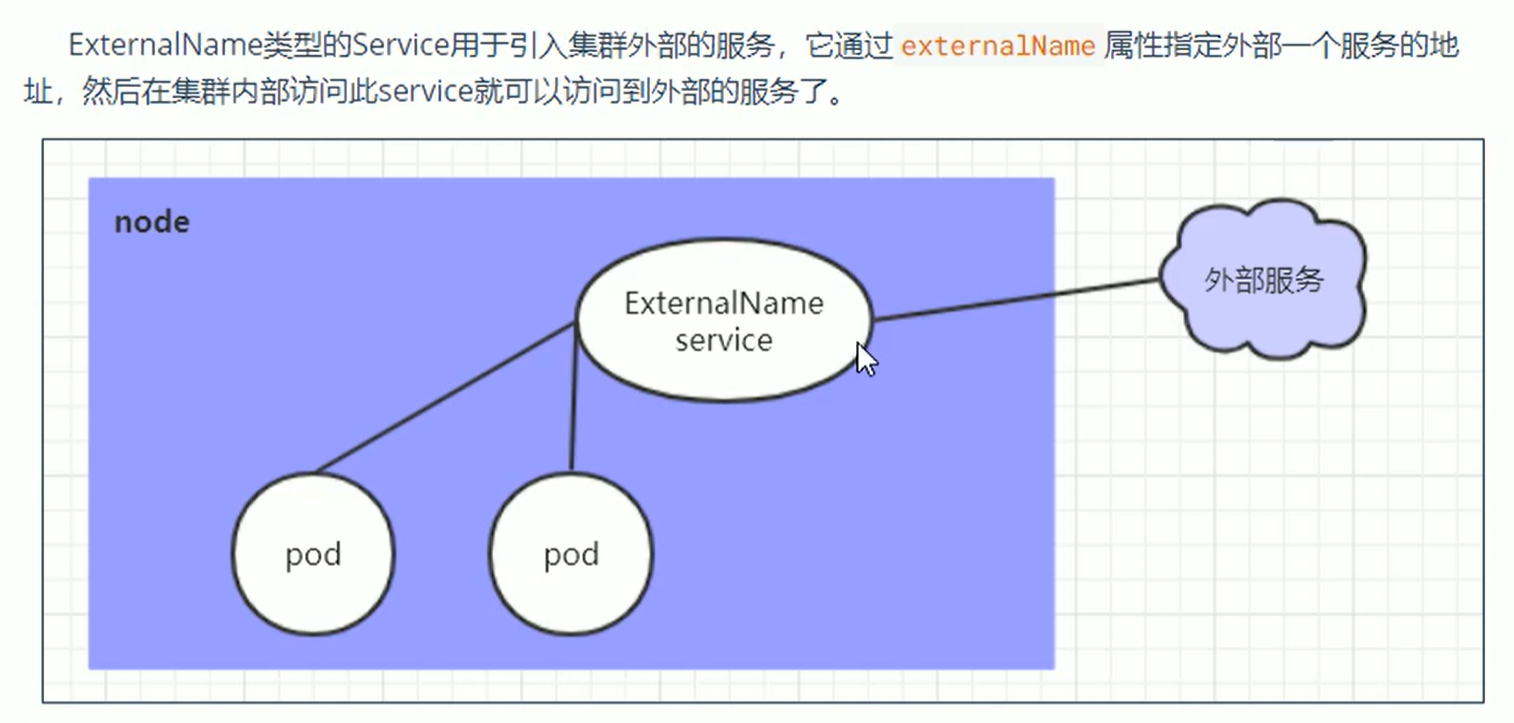 ExternalName类型的Service用于引入集群外部的服务，它通过 externalName 属性指定外部一个服务的地
址，然后在集群内部访问此service就可以访问到外部的服务了。
node
ExternalName
service
外部服务
pod
pod